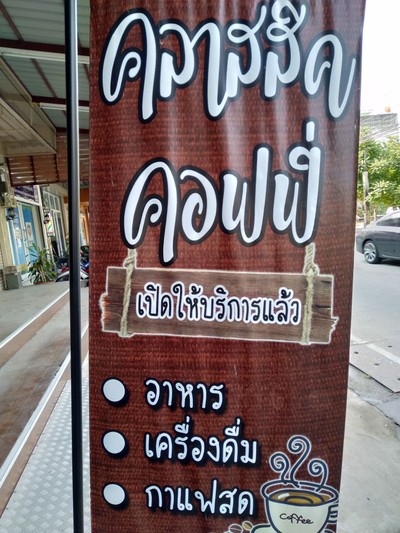 คลาสสิค
คอฟฟี่
เปิดให้บริการแล้ว
อาหาร
เครื่องดื่ม
กาแฟสด
Coffee